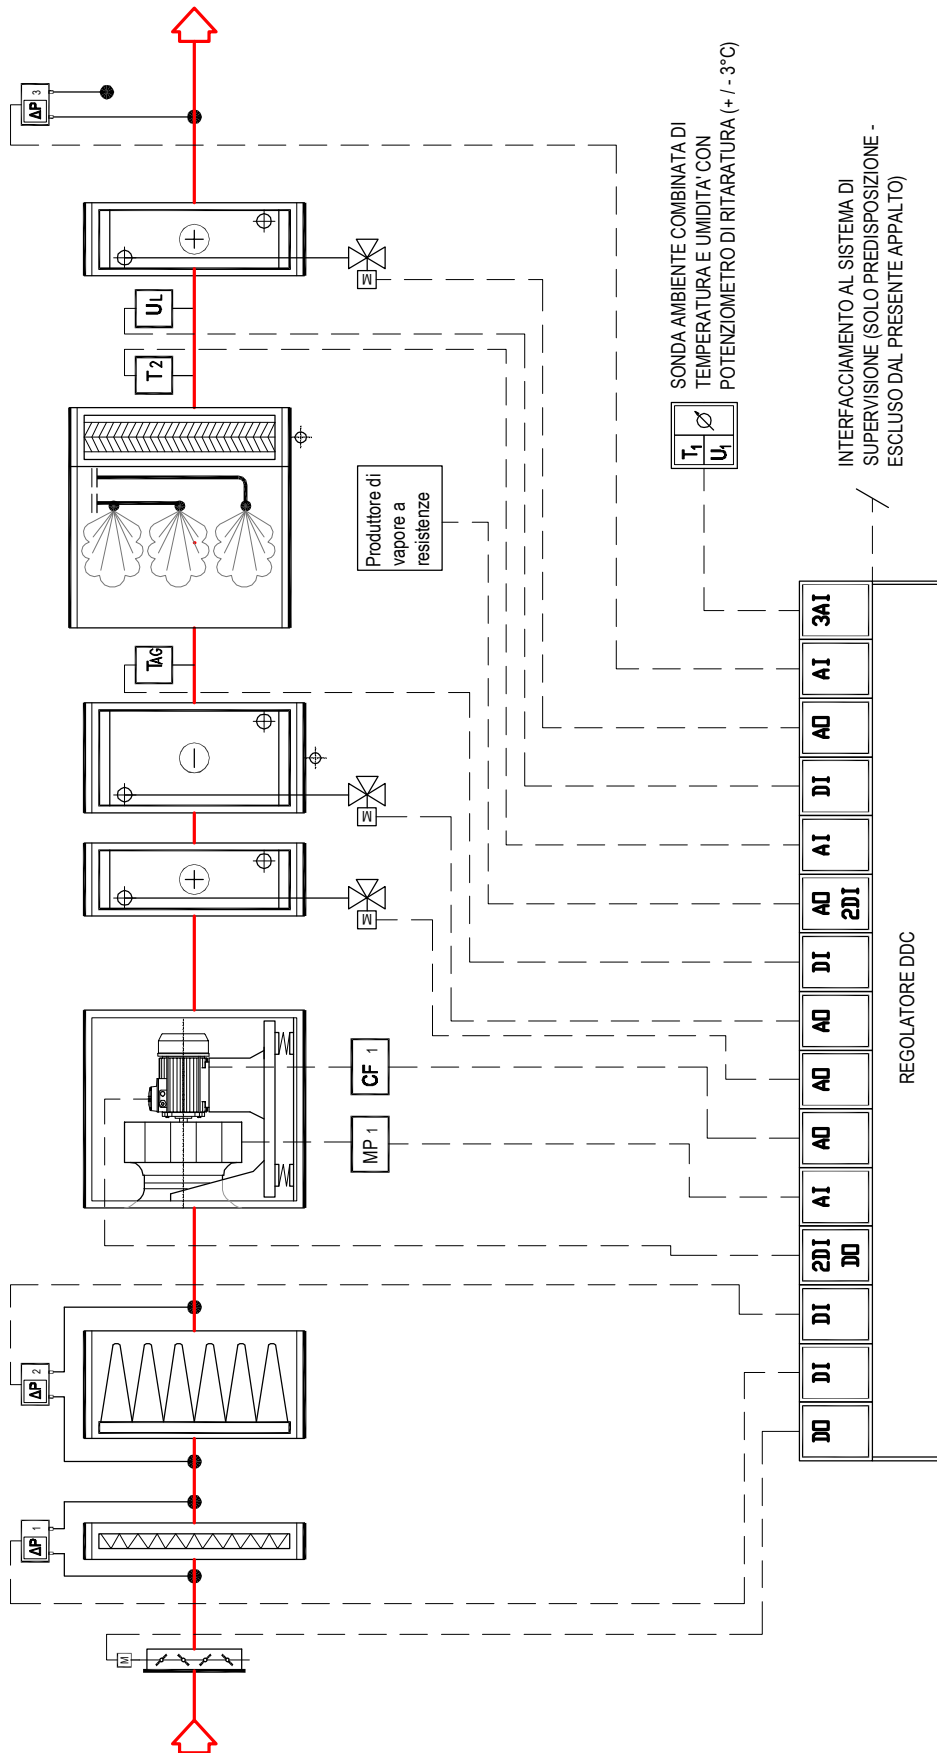 ΔP 1
ΔP 2
ΔP 3
M
MP 1
CF 1
M
M
TAG
Produttore di
vapore a
resistenze
T2
UL
M
SONDA AMBIENTE COMBINATA DI
TEMPERATURA E UMIDITA' CON
POTENZIOMETRO DI RITARATURA (+ / - 3°C)
T1
U1
INTERFACCIAMENTO AL SISTEMA DI
SUPERVISIONE (SOLO PREDISPOSIZIONE -
ESCLUSO DAL PRESENTE APPALTO)
DO
DI
DI
2DI
DO
AI
AO
AO
AO
DI
AO
2DI
AI
DI
AO
AI
3AI
REGOLATORE DDC